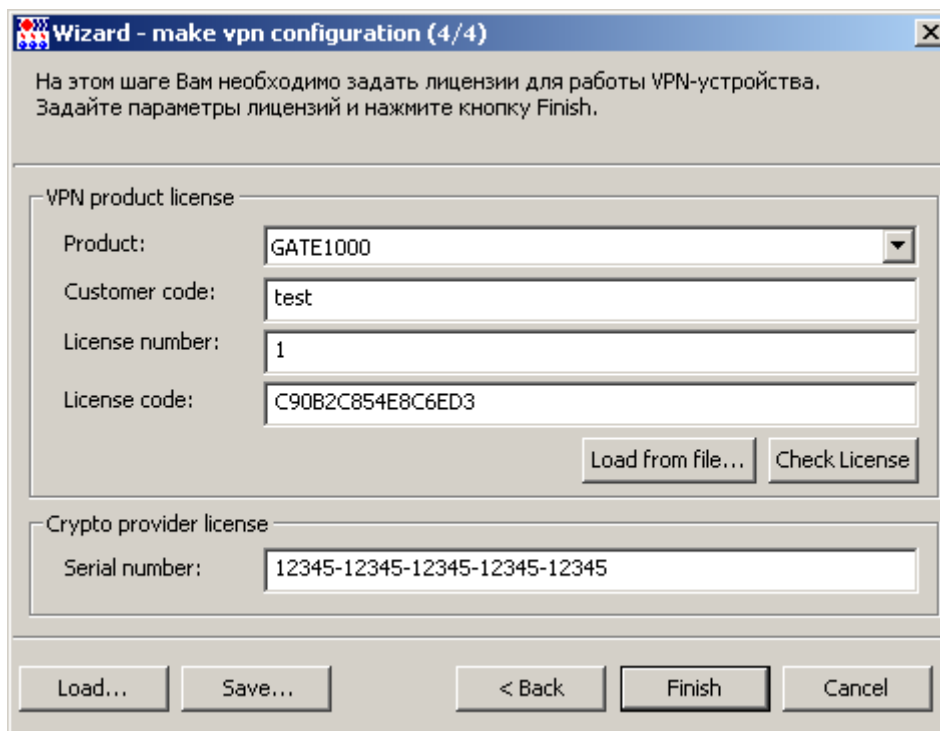 Wizard - make vpn configuration (4/4)
На этом шаге Вам необходимо задать лицензии для работы VPN-устройства.
Задайте параметры лицензий и нажмите кнопку Finish.
VPN product license
Product: GATE1000
Customer code: test
License number: 1
License code: C90B2C854E8C6ED3
Load from file... Check License
Crypto provider license
Serial number: 12345-12345-12345-12345-12345
Load... Save... < Back Finish Cancel